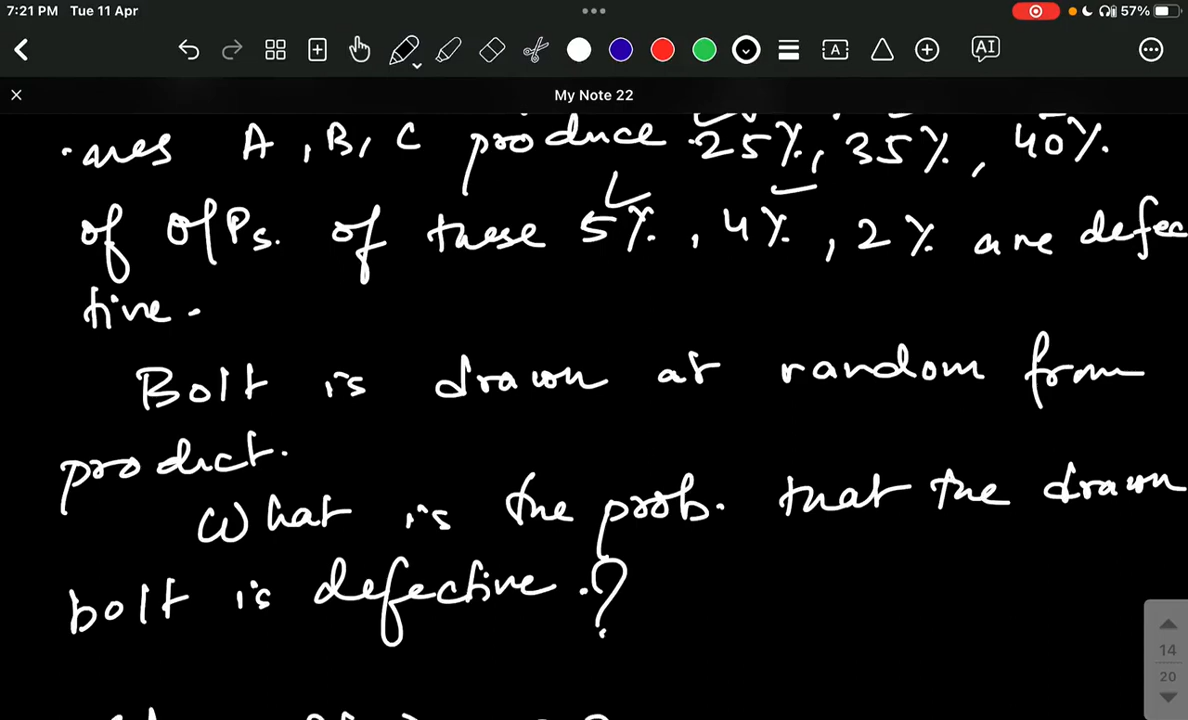 7:21 PM Tue 11 Apr 57%
A AI
My Note 22
A, B, C produce 25%, 35%, 40%
of O/Ps. of these 5%, 4%, 2% are defec
tive.
Bolt is drawn at random from
product.
What is the prob. that the drawn
bolt is defective.?
14
20